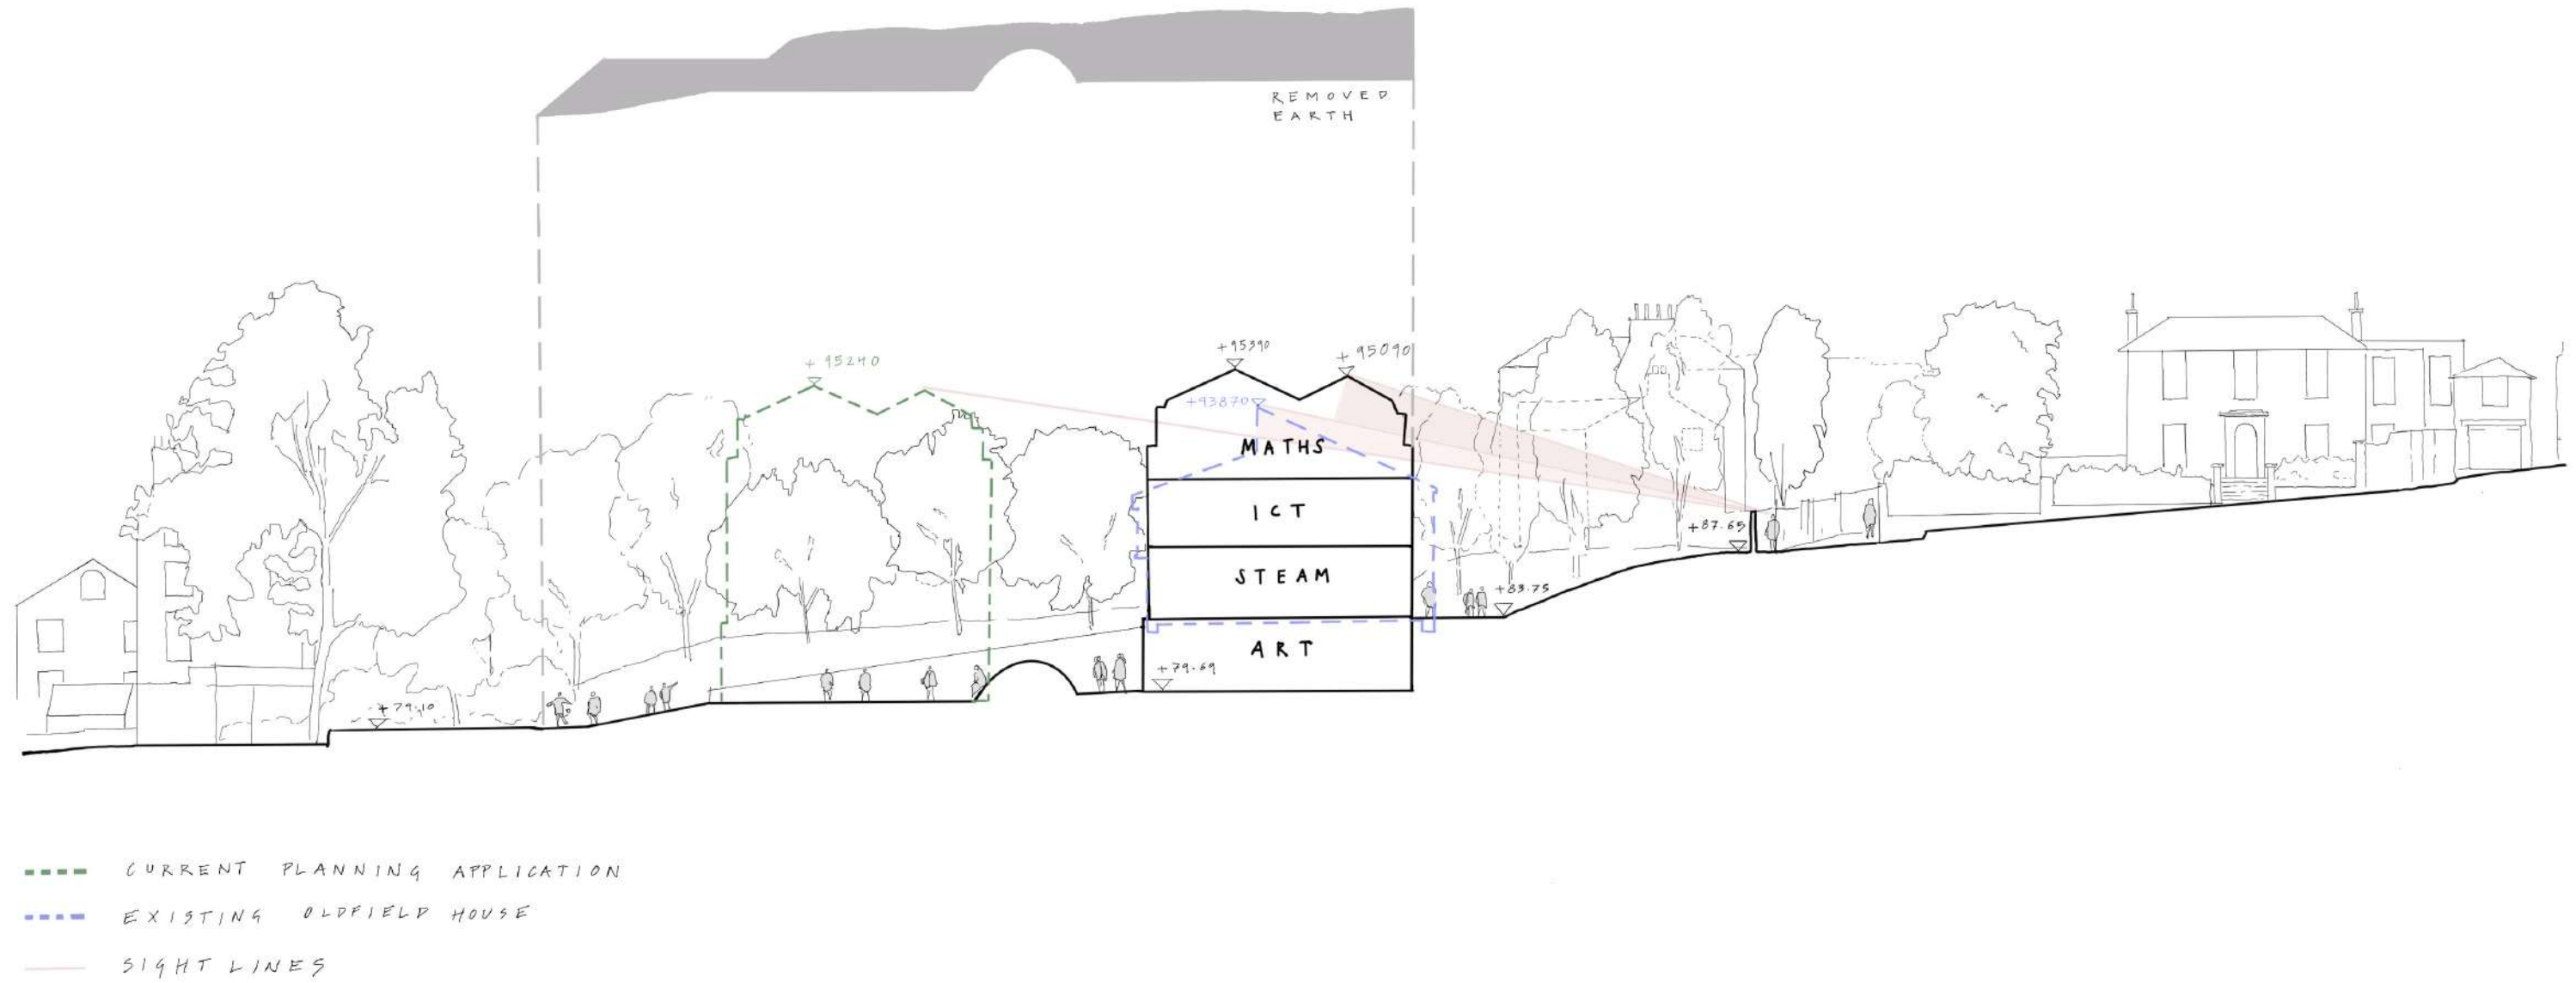 REMOVED
EARTH
+ 95240
+95390
+ 95090
+93870
MATHS
ICT
STEAM
ART
+87.65
+83.75
+79.69
+79.10
CURRENT PLANNING APPLICATION
EXISTING OLDFIELD HOUSE
SIGHT LINES